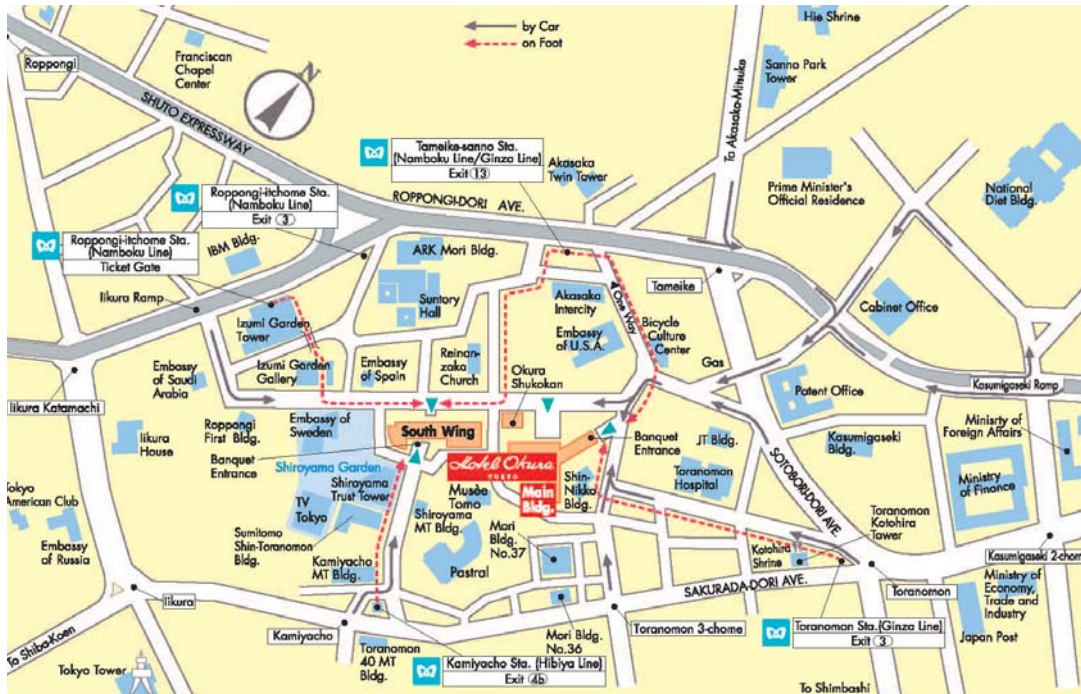 by Car
on Foot
Hie Shrine
Roppongi
Franciscan
Chapel
Center
N
Sanno Park
Tower
SHUTO EXPRESSWAY
To Akasaka-Mitsuke
Tameike-sanno Sta.
(Namboku Line/Ginza Line)
Exit 13
Akasaka
Twin Tower
Prime Minister's
Official Residence
National
Diet Bldg.
Roppongi-itchome Sta.
(Namboku Line)
Exit 3
ROPPONGI-DORI AVE.
Roppongi-itchome Sta.
(Namboku Line)
Ticket Gate
IBM Bldg.
ARK Mori Bldg.
Tameike
Iikura Ramp
Suntory
Hall
Akasaka
Intercity
One Way
Cabinet Office
Izumi Garden
Tower
Embassy
of U.S.A.
Bicycle
Culture
Center
Embassy
of Saudi
Arabia
Izumi Garden
Gallery
Embassy
of Spain
Reinan-
zaka
Church
Okura
Shukokan
Gas
Patent Office
Kasumigaseki Ramp
Iikura Katamachi
Iikura
House
Roppongi
First Bldg.
Embassy of
Sweden
South Wing
Banquet
Entrance
Banquet
Entrance
JT Bldg.
Kasumigaseki
Bldg.
Ministry of
Foreign Affairs
Shiroyama Garden
Hotel Okura
TOKYO
Main
Bldg.
Shin-
Nikko
Bldg.
Toranomon
Hospital
SOTOBORI-DORI AVE.
Ministry
of Finance
Tokyo
American Club
TV
Tokyo
Shiroyama
Trust Tower
Musée
Tomo
Shiroyama
MT Bldg.
Mori
Bldg.
No.37
Toranomon
Kotohira
Tower
Embassy
of Russia
Sumitomo
Shin-Toranomon
Bldg.
Kamiyacho
MT Bldg.
Pastral
Kotohira
Shrine
Kasumigaseki 2-chom
SAKURADA-DORI AVE.
Iikura
Toranomon
Ministry of
Economy,
Trade and
Industry
Kamiyacho
Toranomon 3-chome
Toranomon Sta.(Ginza Line)
Exit 3
Japan Post
To Shiba-Koen
Tokyo Tower
Toranomon
40 MT
Bldg.
Kamiyacho Sta. (Hibiya Line)
Exit 4b
Mori Bldg.
No.36
To Shimbashi